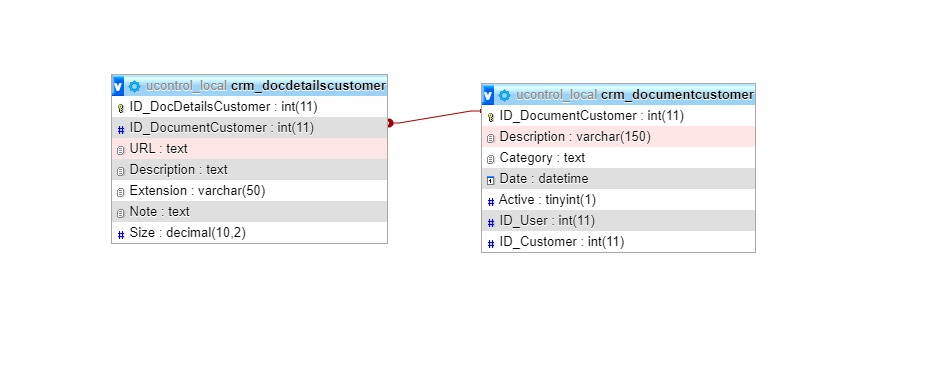 v ucontrol_local crm_docdetailscustomer
ID_DocDetailsCustomer : int(11)
# ID_DocumentCustomer : int(11)
URL : text
Description : text
Extension : varchar(50)
Note : text
# Size : decimal(10,2)
v ucontrol_local crm_documentcustomer
ID_DocumentCustomer : int(11)
Description : varchar(150)
Category : text
Date : datetime
# Active : tinyint(1)
# ID_User : int(11)
# ID_Customer : int(11)